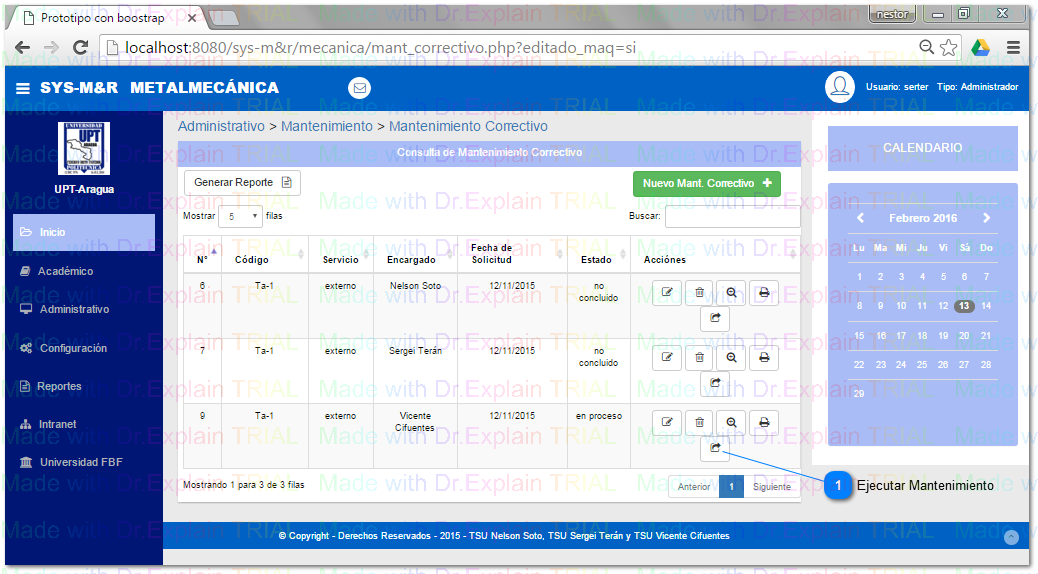 Prototipo con boostrap
nestor
localhost:8080/sys-m&r/mecanica/mant_correctivo.php?editado_maq=si
SYS-M&R METALMECÁNICA
Usuario: serter Tipo: Administrador
UNIVERSIDAD
UPT
ARAGUA
POLITECNICA
UPT-Aragua
Inicio
Académico
Administrativo
Configuración
Reportes
Intranet
Universidad FBF
Administrativo > Mantenimiento > Mantenimiento Correctivo
Consulta de Mantenimiento Correctivo
Generar Reporte
Nuevo Mant. Correctivo +
Mostrar 5 filas
Buscar:
N° Código Servicio Encargado Fecha de Solicitud Estado Acciónes
6 Ta-1 externo Nelson Soto 12/11/2015 no concluido
7 Ta-1 externo Sergei Terán 12/11/2015 no concluido
9 Ta-1 externo Vicente Cifuentes 12/11/2015 en proceso
Mostrando 1 para 3 de 3 filas
Anterior 1 Siguiente
CALENDARIO
Febrero 2016
Lu Ma Mi Ju Vi Sá Do
1 2 3 4 5 6 7
8 9 10 11 12 13 14
15 16 17 18 19 20 21
22 23 24 25 26 27 28
29
1 Ejecutar Mantenimiento
© Copyright - Derechos Reservados - 2015 - TSU Nelson Soto, TSU Sergei Terán y TSU Vicente Cifuentes
Made with Dr.Explain TRIAL